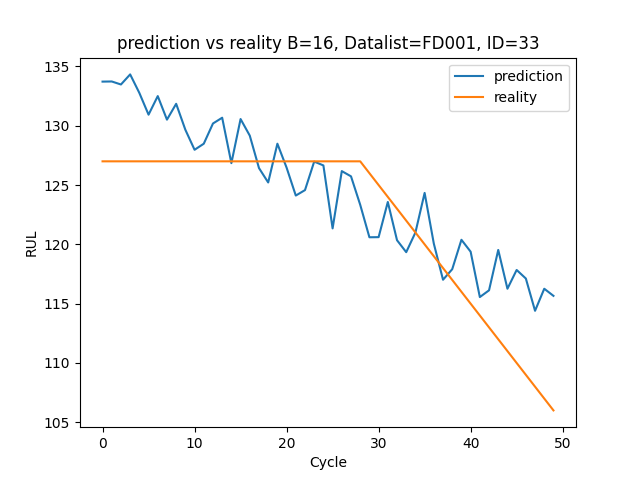 prediction vs reality B=16, Datalist=FD001, ID=33
prediction
reality
135
130
125
120
115
110
105
RUL
0 10 20 30 40 50
Cycle